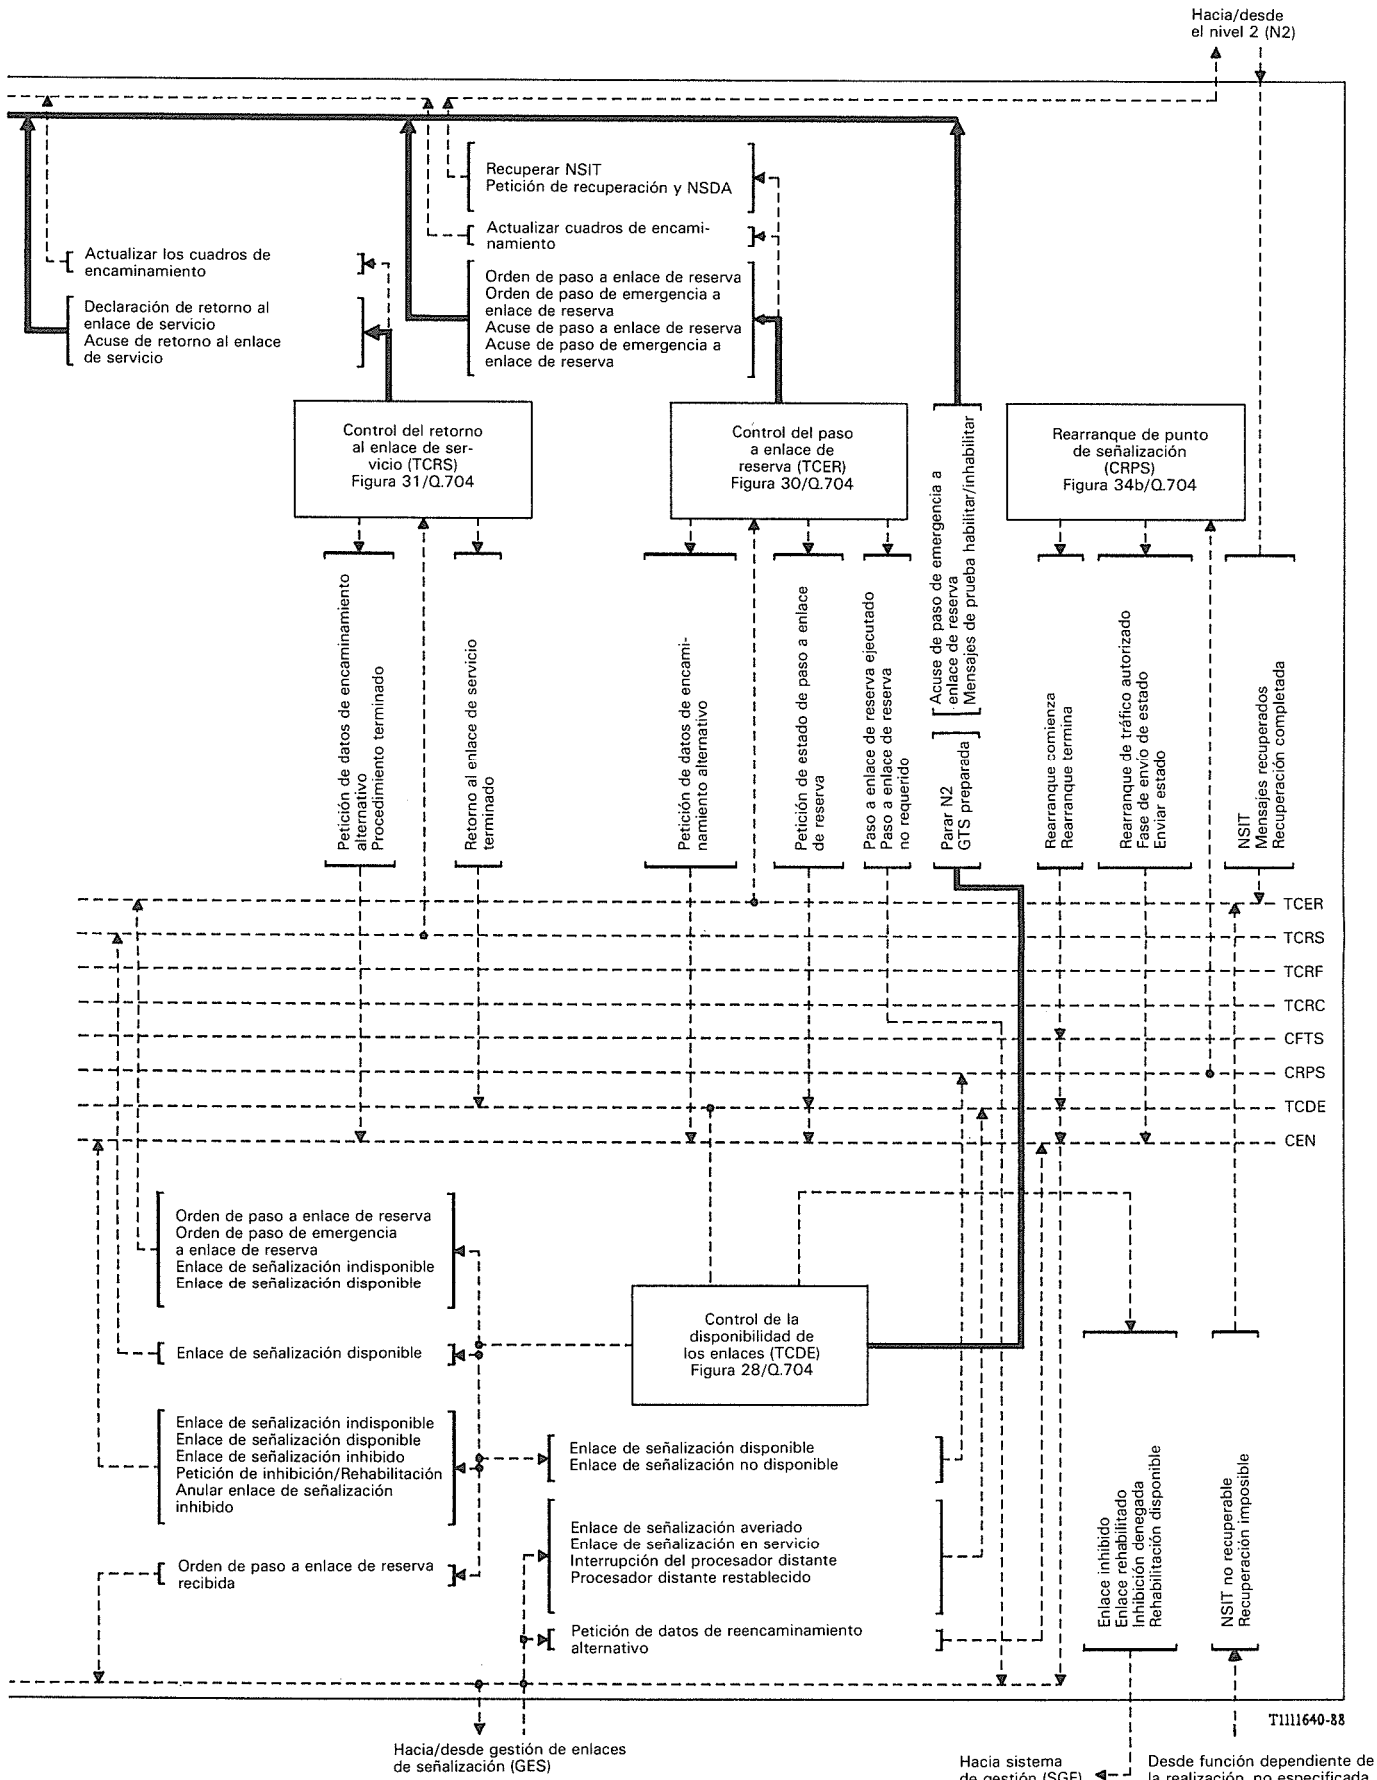 Hacia/desde
el nivel 2 (N2)
Recuperar NSIT
Petición de recuperación y NSDA
Actualizar cuadros de encami-
namiento
Actualizar los cuadros de
encaminamiento
Orden de paso a enlace de reserva
Orden de paso de emergencia a
enlace de reserva
Acuse de paso a enlace de reserva
Acuse de paso de emergencia a
enlace de reserva
Declaración de retorno al
enlace de servicio
Acuse de retorno al enlace
de servicio
Control del retorno
al enlace de ser-
vicio (TCRS)
Figura 31/Q.704
Control del paso
a enlace de
reserva (TCER)
Figura 30/Q.704
Acuse de paso de emergencia a
enlace de reserva
Mensajes de prueba habilitar/inhabilitar
Rearranque de punto
de señalización
(CRPS)
Figura 34b/Q.704
Petición de datos de encaminamiento
alternativo
Procedimiento terminado
Retorno al enlace de servicio
terminado
Petición de datos de encami-
namiento alternativo
Petición de estado de paso a enlace
de reserva
Paso a enlace de reserva ejecutado
Paso a enlace de reserva
no requerido
Parar N2
GTS preparada
Rearranque comienza
Rearranque termina
Rearranque de tráfico autorizado
Fase de envío de estado
Enviar estado
NSIT
Mensajes recuperados
Recuperación completada
TCER
TCRS
TCRF
TCRC
CFTS
CRPS
TCDE
CEN
Orden de paso a enlace de reserva
Orden de paso de emergencia
a enlace de reserva
Enlace de señalización indisponible
Enlace de señalización disponible
Enlace de señalización disponible
Control de la
disponibilidad de
los enlaces (TCDE)
Figura 28/Q.704
Enlace de señalización indisponible
Enlace de señalización disponible
Enlace de señalización inhibido
Petición de inhibición/Rehabilitación
Anular enlace de señalización
inhibido
Enlace de señalización disponible
Enlace de señalización no disponible
Enlace de señalización averiado
Enlace de señalización en servicio
Interrupción del procesador distante
Procesador distante restablecido
Orden de paso a enlace de reserva
recibida
Petición de datos de reencaminamiento
alternativo
Enlace inhibido
Enlace rehabilitado
Inhibición denegada
Rehabilitación disponible
NSIT no recuperable
Recuperación imposible
T1111640-88
Hacia/desde gestión de enlaces
de señalización (GES)
Hacia sistema
de gestión (SGF)
Desde función dependiente de
la realización, no especificada